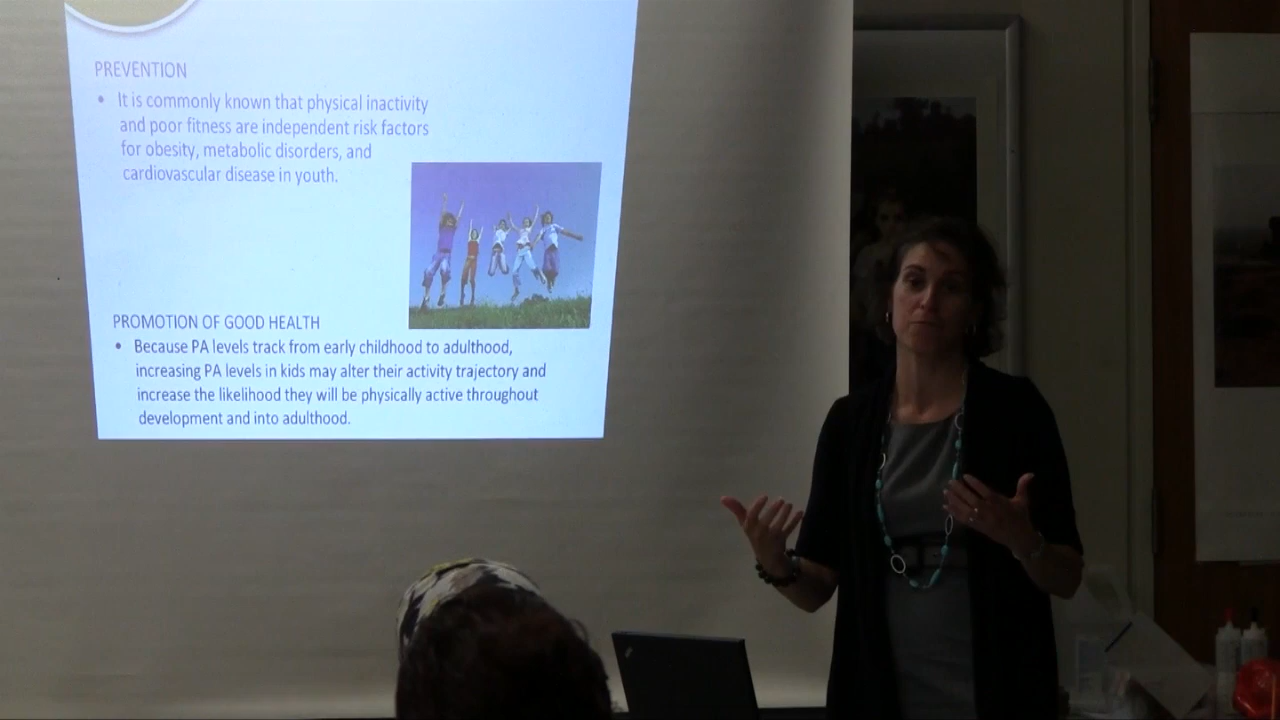 PREVENTION
• It is commonly known that physical inactivity
and poor fitness are independent risk factors
for obesity, metabolic disorders, and
cardiovascular disease in youth.
PROMOTION OF GOOD HEALTH
• Because PA levels track from early childhood to adulthood,
increasing PA levels in kids may alter their activity trajectory and
increase the likelihood they will be physically active throughout
development and into adulthood.